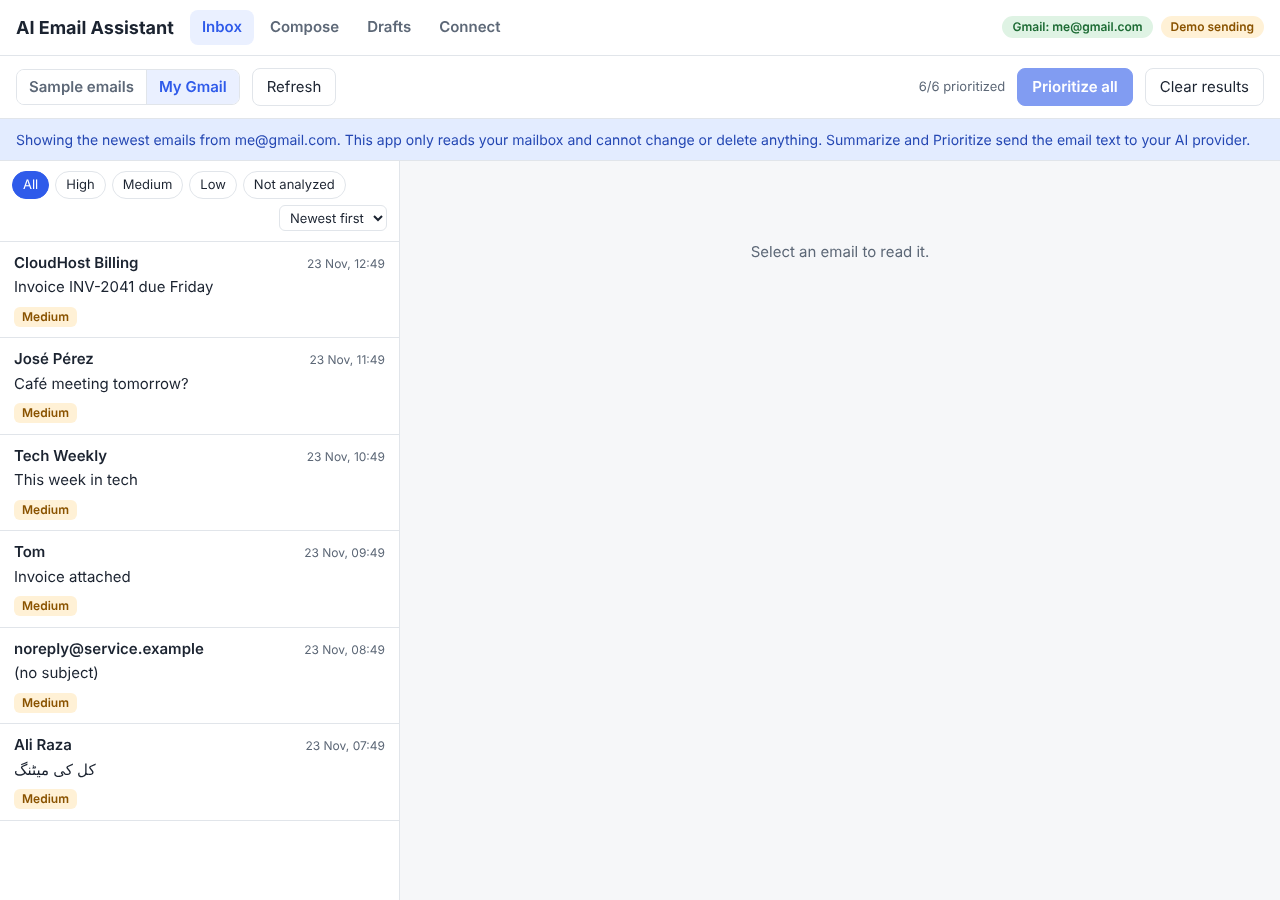 AI Email Assistant Inbox Compose Drafts Connect Gmail: me@gmail.com Demo sending
Sample emails My Gmail Refresh 6/6 prioritized Prioritize all Clear results
Showing the newest emails from me@gmail.com. This app only reads your mailbox and cannot change or delete anything. Summarize and Prioritize send the email text to your AI provider.
All High Medium Low Not analyzed
Newest first
CloudHost Billing 23 Nov, 12:49
Invoice INV-2041 due Friday
Medium
José Pérez 23 Nov, 11:49
Café meeting tomorrow?
Medium
Tech Weekly 23 Nov, 10:49
This week in tech
Medium
Tom 23 Nov, 09:49
Invoice attached
Medium
noreply@service.example 23 Nov, 08:49
(no subject)
Medium
Ali Raza 23 Nov, 07:49
کل کی میٹنگ
Medium
Select an email to read it.